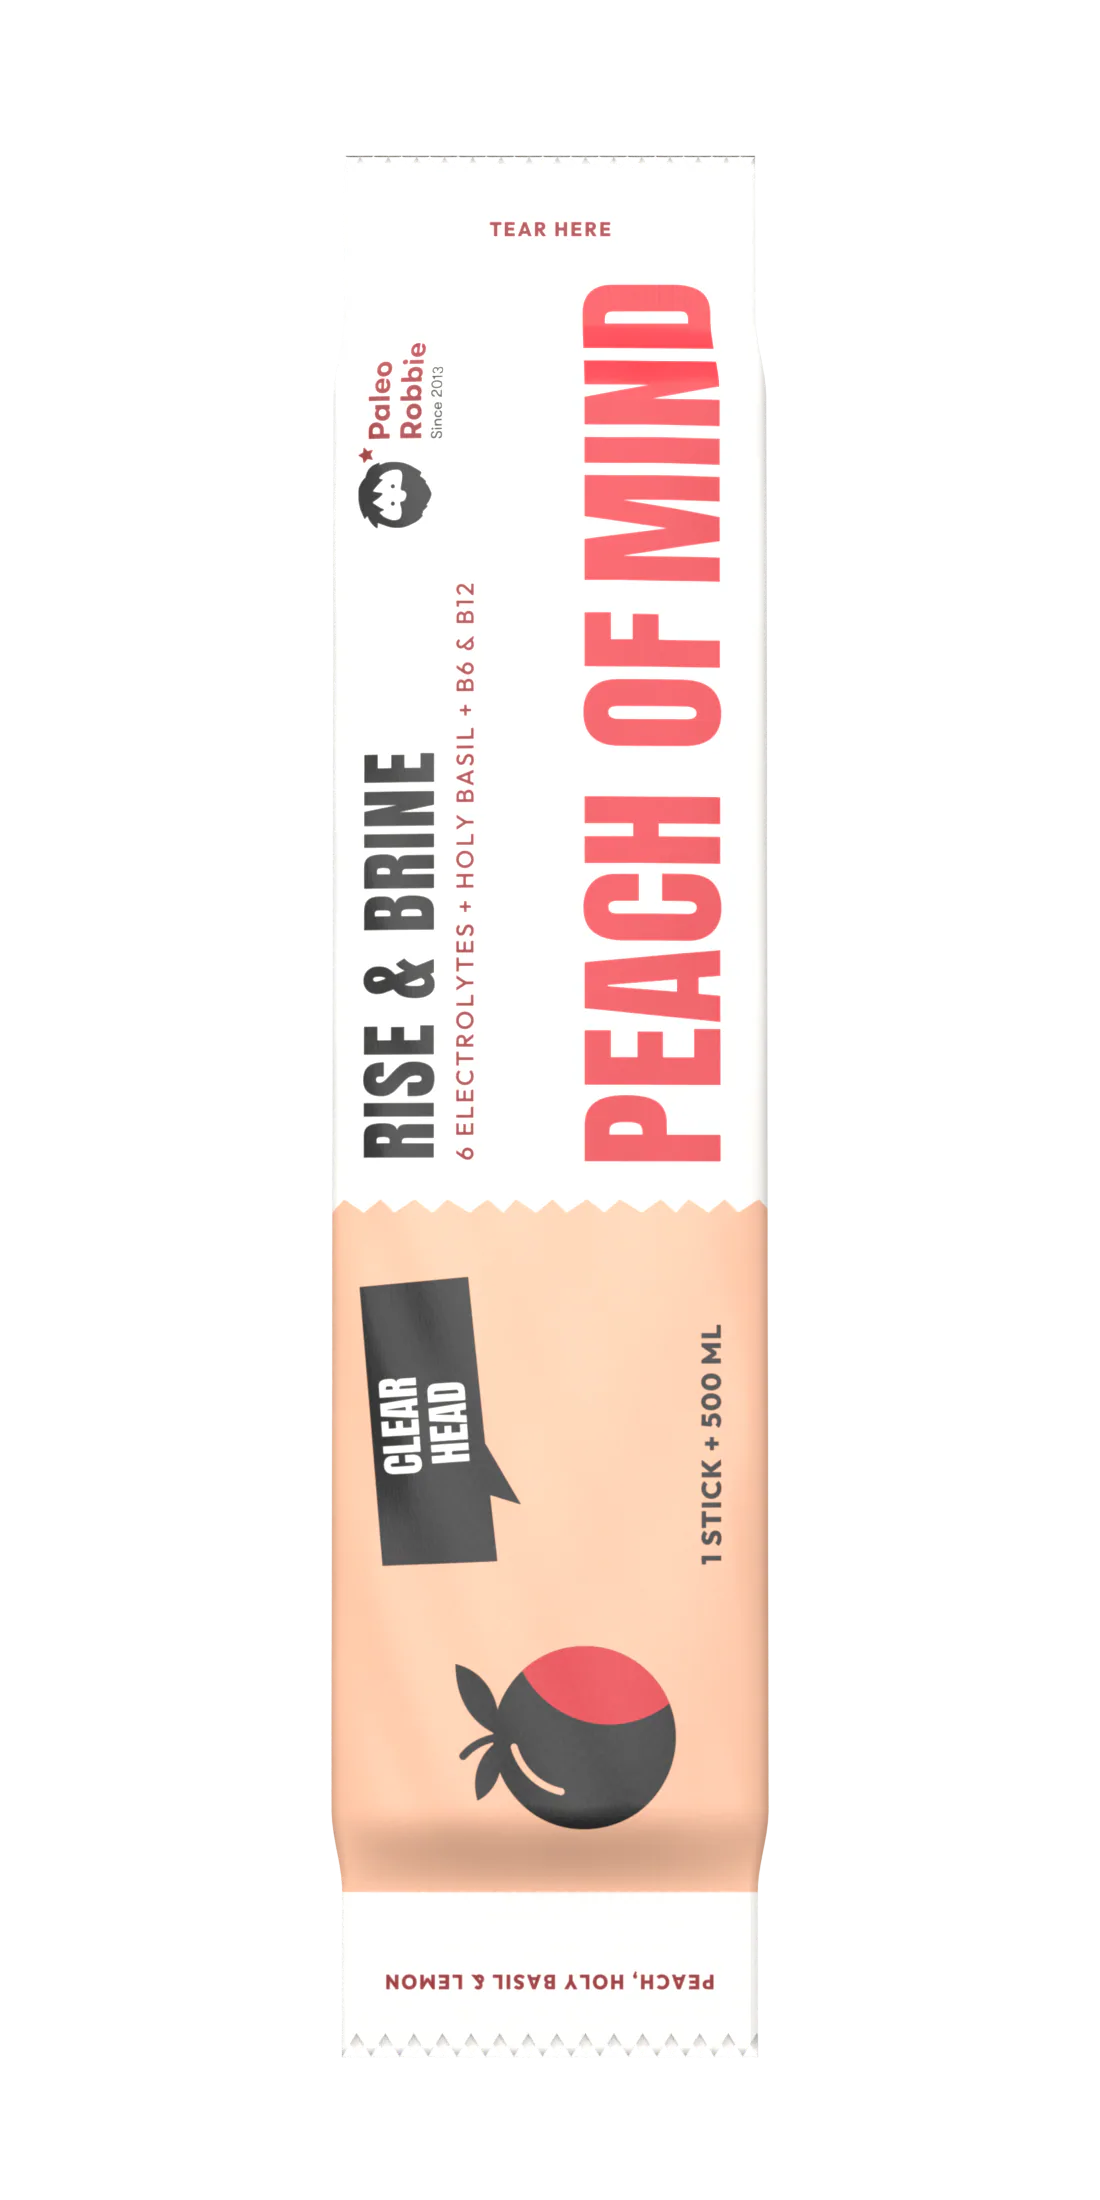 TEAR HERE
Paleo
Robbie
Since 2013
RISE & BRINE
6 ELECTROLYTES + HOLY BASIL + B6 & B12
PEACH OF MIND
CLEAR
HEAD
1 STICK + 500 ML
PEACH, HOLY BASIL & LEMON